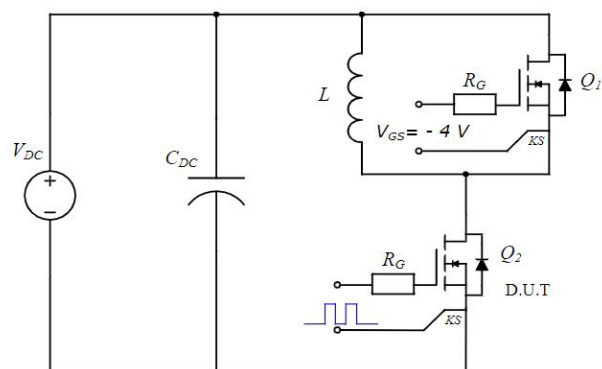 L
R_G
Q_1
V_GS = - 4 V
KS
V_DC
+
−
C_DC
R_G
Q_2
D.U.T
KS